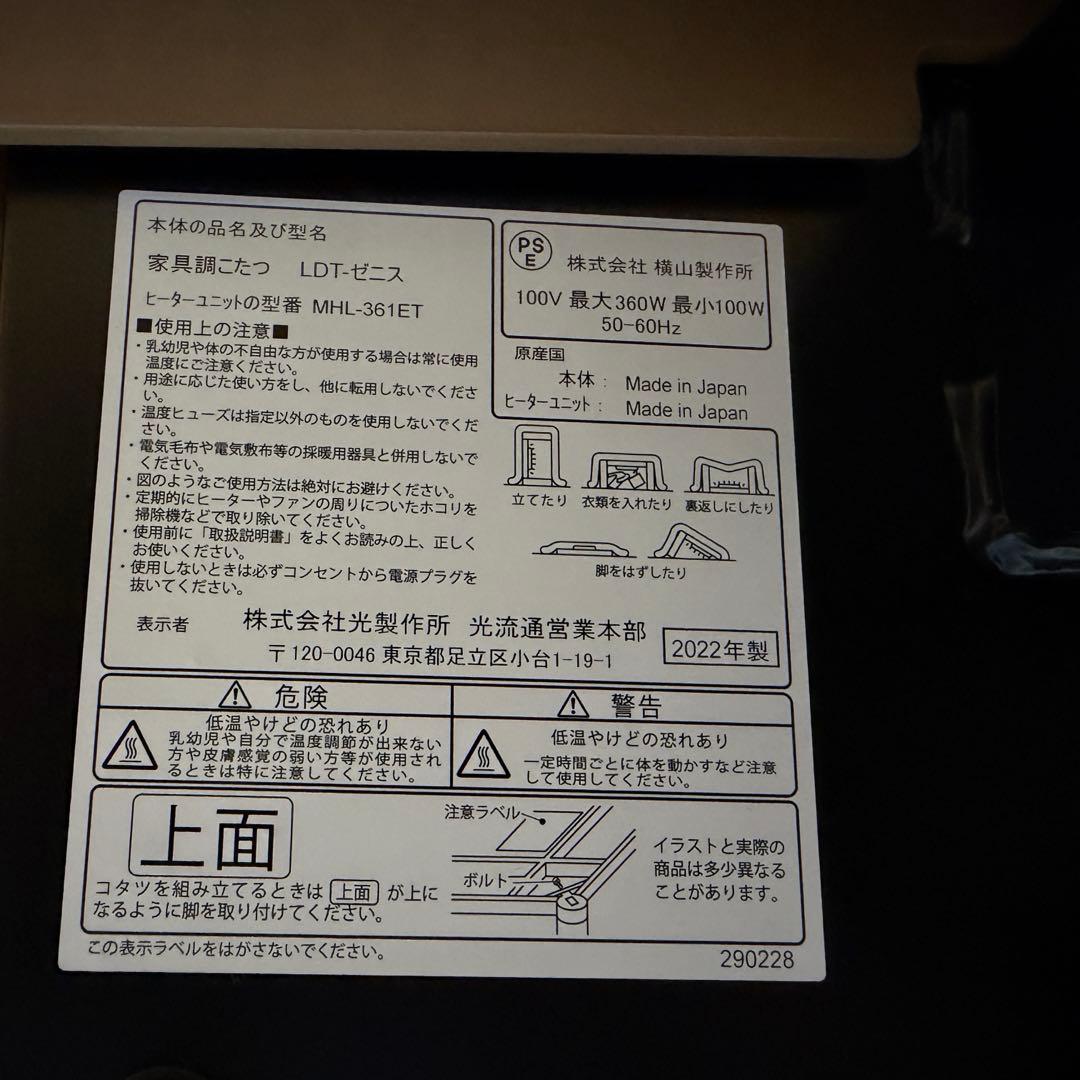 本体の品名及び型名
家具調こたつ LDT-ゼニス
ヒーターユニットの型番 MHL-361ET
■使用上の注意■
・乳幼児や体の不自由な方が使用する場合は常に使用
温度にご注意ください。
・用途に応じた使い方をし、他に転用しないでくださ
い。
・温度ヒューズは指定以外のものを使用しないでくだ
さい。
・電気毛布や電気敷布等の採暖用器具と併用しないで
ください。
・図のようなご使用方法は絶対にお避けください。
・定期的にヒーターやファンの周りについたホコリを
掃除機などで取り除いてください。
・使用前に「取扱説明書」をよくお読みの上、正しく
お使いください。
・使用しないときは必ずコンセントから電源プラグを
抜いてください。
PSE 株式会社 横山製作所
100V 最大360W 最小100W
50-60Hz
原産国
本体： Made in Japan
ヒーターユニット： Made in Japan
立てたり 衣類を入れたり 裏返しにしたり
脚をはずしたり
表示者 株式会社光製作所 光流通営業本部
〒120-0046 東京都足立区小台1-19-1
2022年製
⚠ 危険
低温やけどの恐れあり
乳幼児や自分で温度調節が出来ない
方や皮膚感覚の弱い方等が使用され
るときは特に注意してください。
⚠ 警告
低温やけどの恐れあり
一定時間ごとに体を動かすなど注意
して使用してください。
上面
コタツを組み立てるときは 上面 が上に
なるように脚を取り付けてください。
注意ラベル
ボルト
イラストと実際の
商品は多少異なる
ことがあります。
この表示ラベルをはがさないでください。
290228